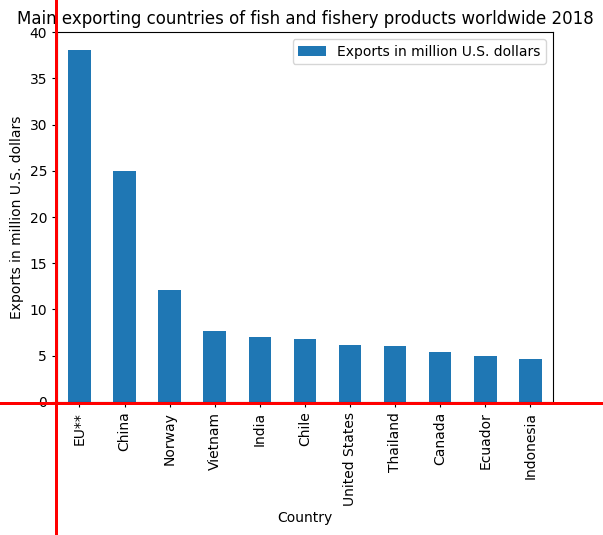 Main exporting countries of fish and fishery products worldwide 2018
Exports in million U.S. dollars
Exports in million U.S. dollars
40
35
30
25
20
15
10
5
0
EU**
China
Norway
Vietnam
India
Chile
United States
Thailand
Canada
Ecuador
Indonesia
Country